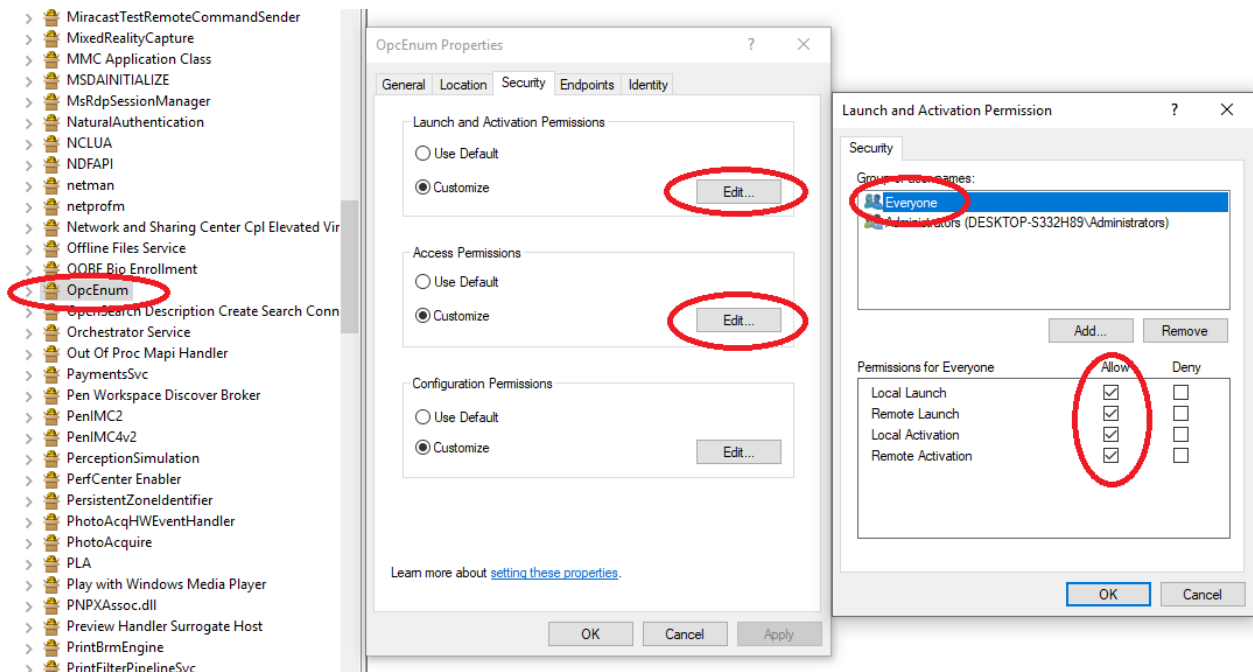 MiracastTestRemoteCommandSender
MixedRealityCapture
MMC Application Class
MSDAINITIALIZE
MsRdpSessionManager
NaturalAuthentication
NCLUA
NDFAPI
netman
netprofm
Network and Sharing Center Cpl Elevated Vir
Offline Files Service
OOBE Bio Enrollment
OpcEnum
OpenSearch Description Create Search Conn
Orchestrator Service
Out Of Proc Mapi Handler
PaymentsSvc
Pen Workspace Discover Broker
PenIMC2
PenIMC4v2
PerceptionSimulation
PerfCenter Enabler
PersistentZoneIdentifier
PhotoAcqHWEventHandler
PhotoAcquire
PLA
Play with Windows Media Player
PNPXAssoc.dll
Preview Handler Surrogate Host
PrintBrmEngine
PrintFilterPipelineSvc
OpcEnum Properties
General Location Security Endpoints Identity
Launch and Activation Permissions
Use Default
Customize Edit...
Access Permissions
Use Default
Customize Edit...
Configuration Permissions
Use Default
Customize Edit...
Learn more about setting these properties.
OK Cancel Apply
Launch and Activation Permission
Security
Group or user names:
Everyone
Administrators (DESKTOP-S332H89\Administrators)
Add... Remove
Permissions for Everyone Allow Deny
Local Launch
Remote Launch
Local Activation
Remote Activation
OK Cancel